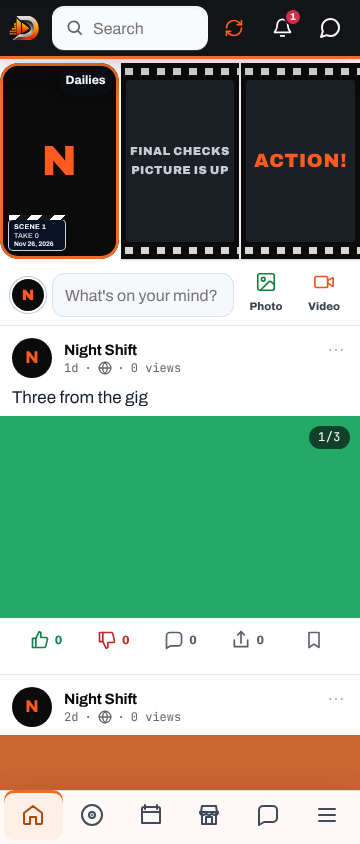 Search
1
Dailies
N
SCENE 1
TAKE 0
Nov 26, 2026
FINAL CHECKS
PICTURE IS UP
ACTION!
N
What's on your mind?
Photo
Video
N
Night Shift
1d · · 0 views
Three from the gig
1/3
0
0
0
0
N
Night Shift
2d · · 0 views